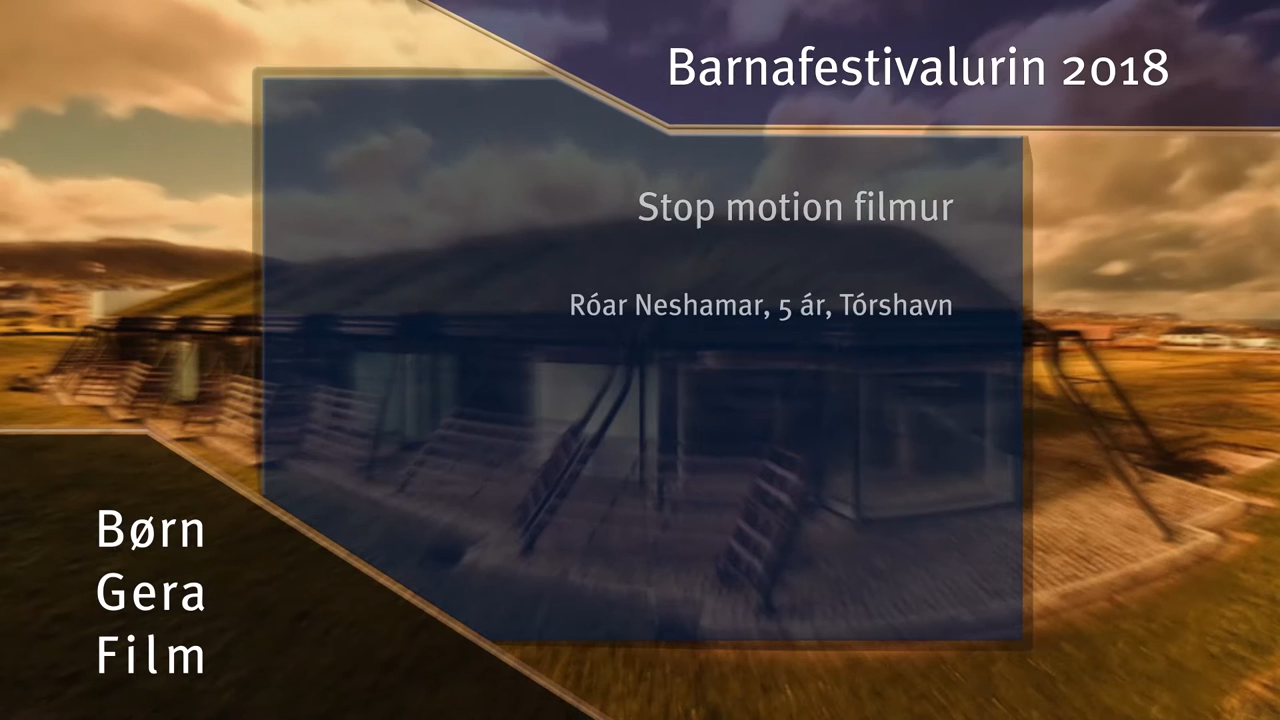 Barnafestivalurin 2018
Stop motion filmur
Róar Neshamar, 5 ár, Tórshavn
Børn
Gera
Film